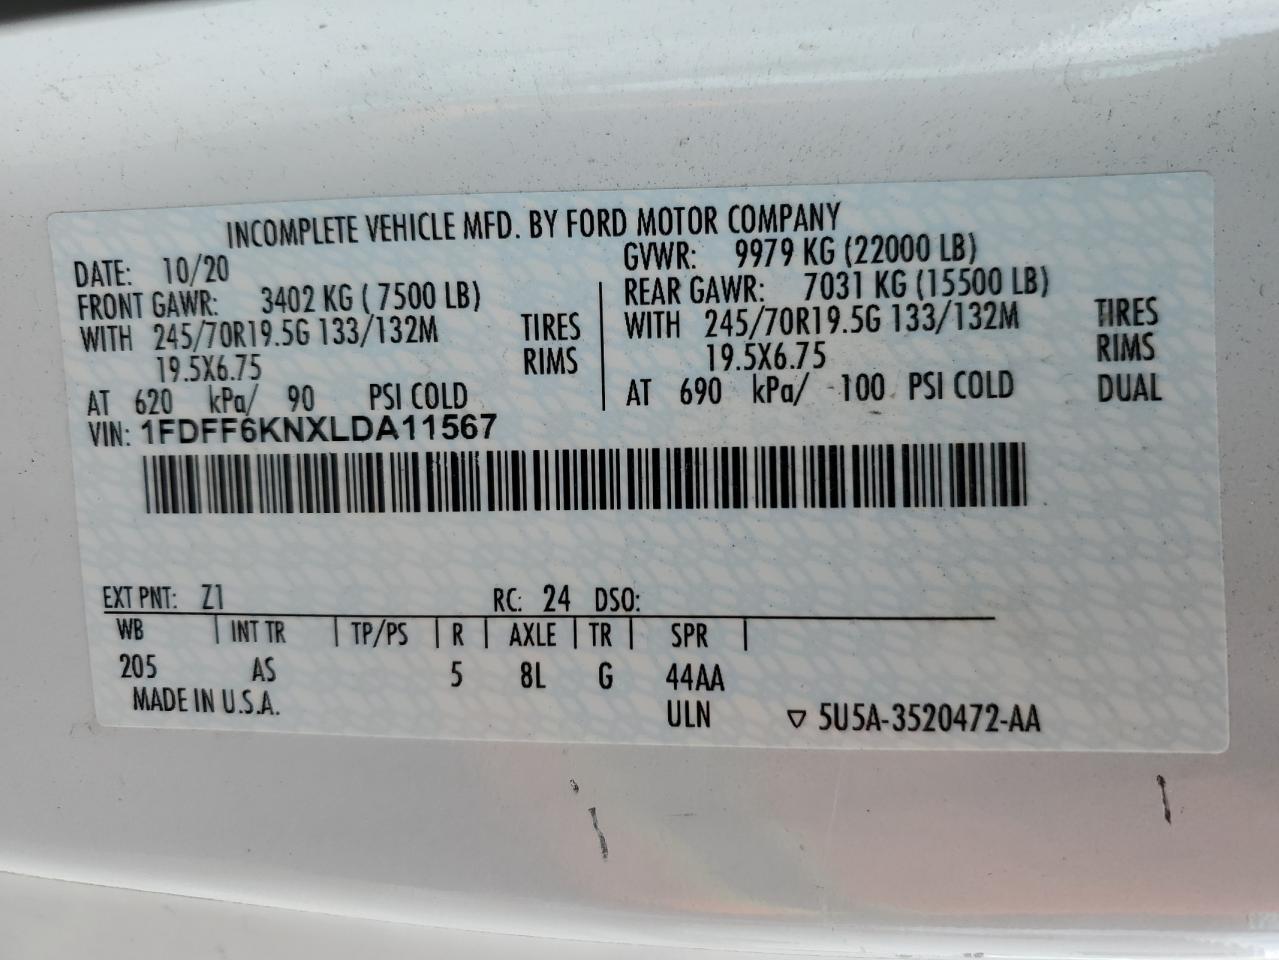 INCOMPLETE VEHICLE MFD. BY FORD MOTOR COMPANY
DATE: 10/20 GVWR: 9979 KG (22000 LB)
FRONT GAWR: 3402 KG ( 7500 LB) REAR GAWR: 7031 KG (15500 LB)
WITH 245/70R19.5G 133/132M TIRES WITH 245/70R19.5G 133/132M TIRES
19.5X6.75 RIMS 19.5X6.75 RIMS
AT 620 kPa/ 90 PSI COLD AT 690 kPa/ 100 PSI COLD DUAL
VIN: 1FDFF6KNXLDA11567
EXT PNT: Z1 RC: 24 DSO:
WB | INT TR | TP/PS | R | AXLE | TR | SPR |
205 AS 5 8L G 44AA
MADE IN U.S.A. ULN ▽ 5U5A-3520472-AA